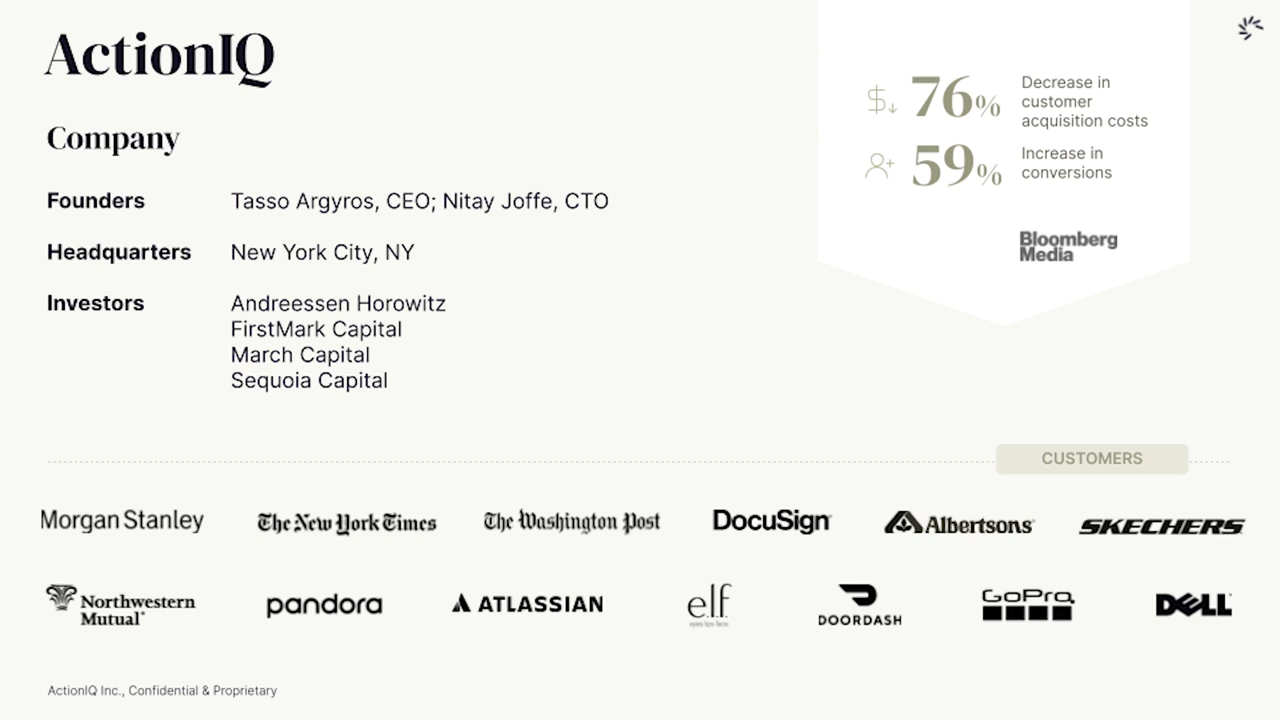 ActionIQ
Company
Founders Tasso Argyros, CEO; Nitay Joffe, CTO
Headquarters New York City, NY
Investors Andreessen Horowitz
FirstMark Capital
March Capital
Sequoia Capital
$ 76% Decrease in
customer
acquisition costs
59% Increase in
conversions
Bloomberg
Media
CUSTOMERS
Morgan Stanley The New York Times The Washington Post DocuSign Albertsons SKECHERS
Northwestern
Mutual pandora ATLASSIAN e.l.f. DOORDASH GoPro DELL
eyes lips face
ActionIQ Inc., Confidential & Proprietary